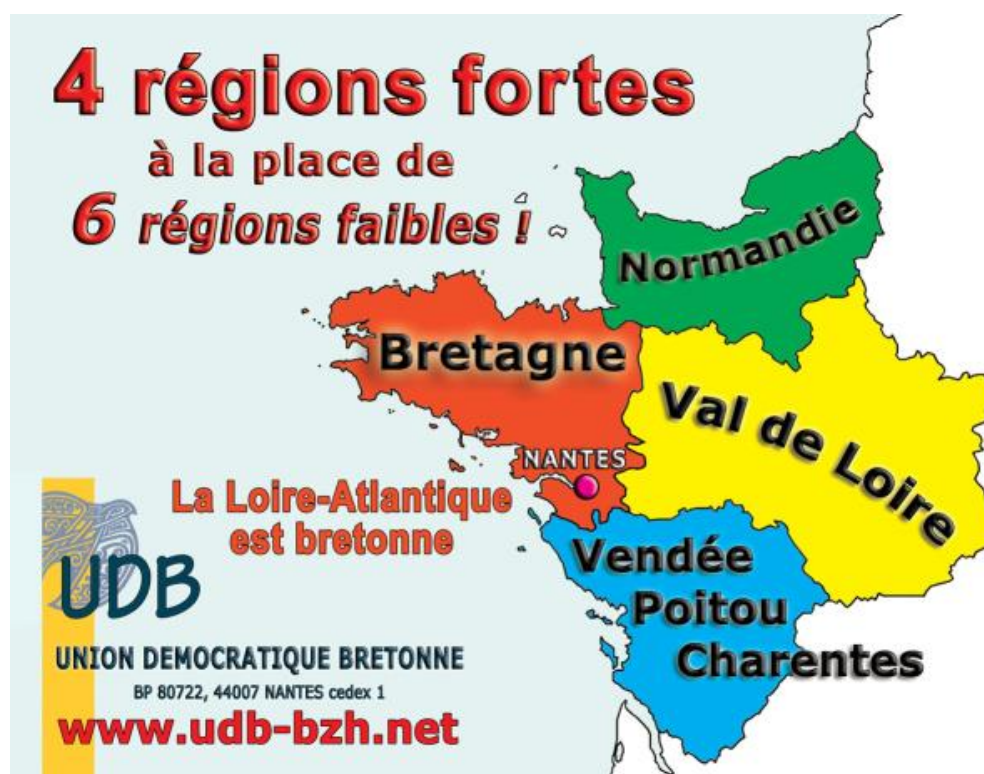 4 régions fortes
à la place de
6 régions faibles !
Normandie
Bretagne
Val de Loire
NANTES
La Loire-Atlantique
est bretonne
Vendée
Poitou
Charentes
UDB
UNION DEMOCRATIQUE BRETONNE
BP 80722, 44007 NANTES cedex 1
www.udb-bzh.net